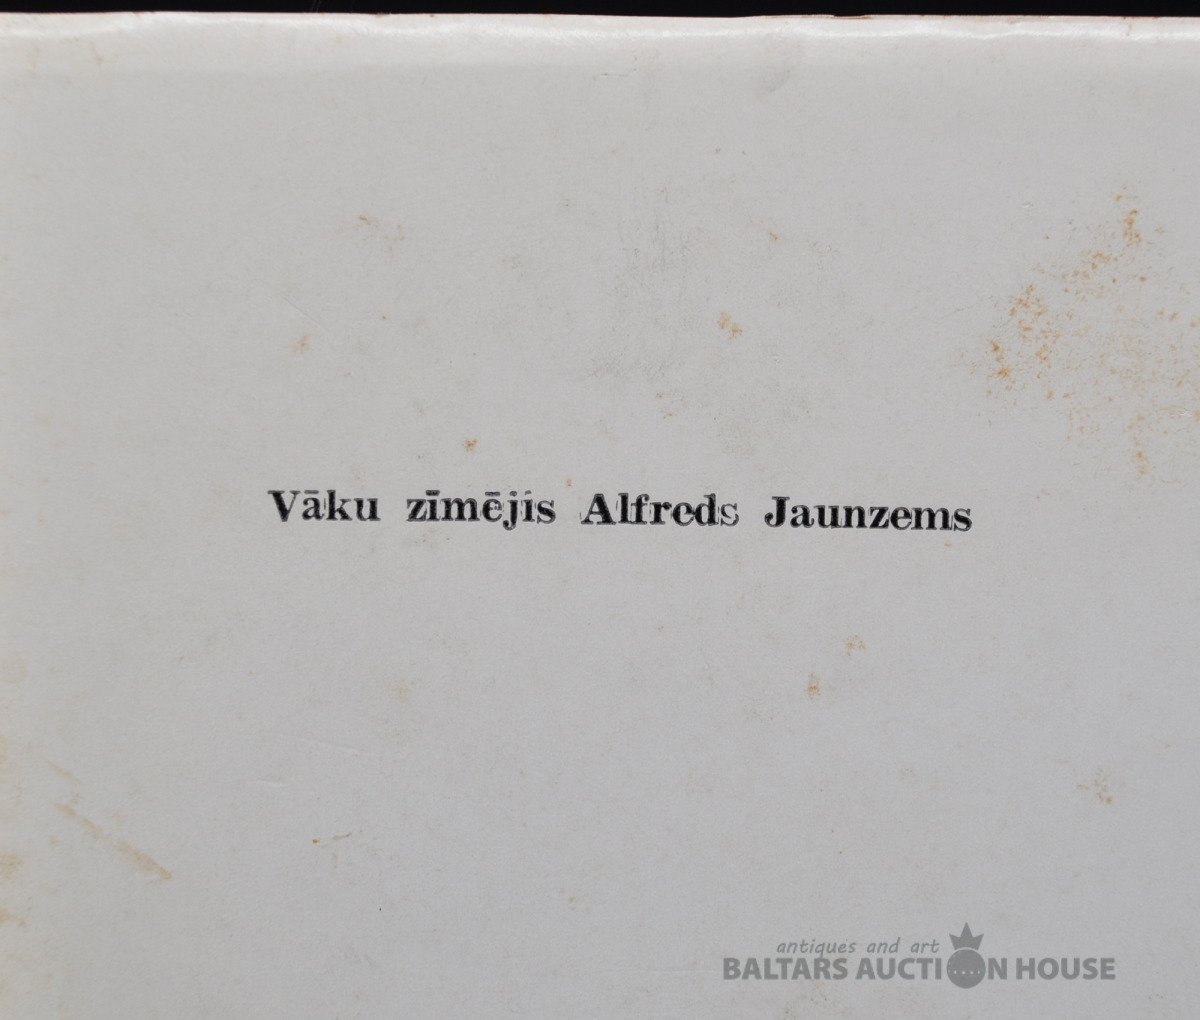 Vāku zīmējis Alfreds Jaunzems
antiques and art
BALTARS AUCTION HOUSE